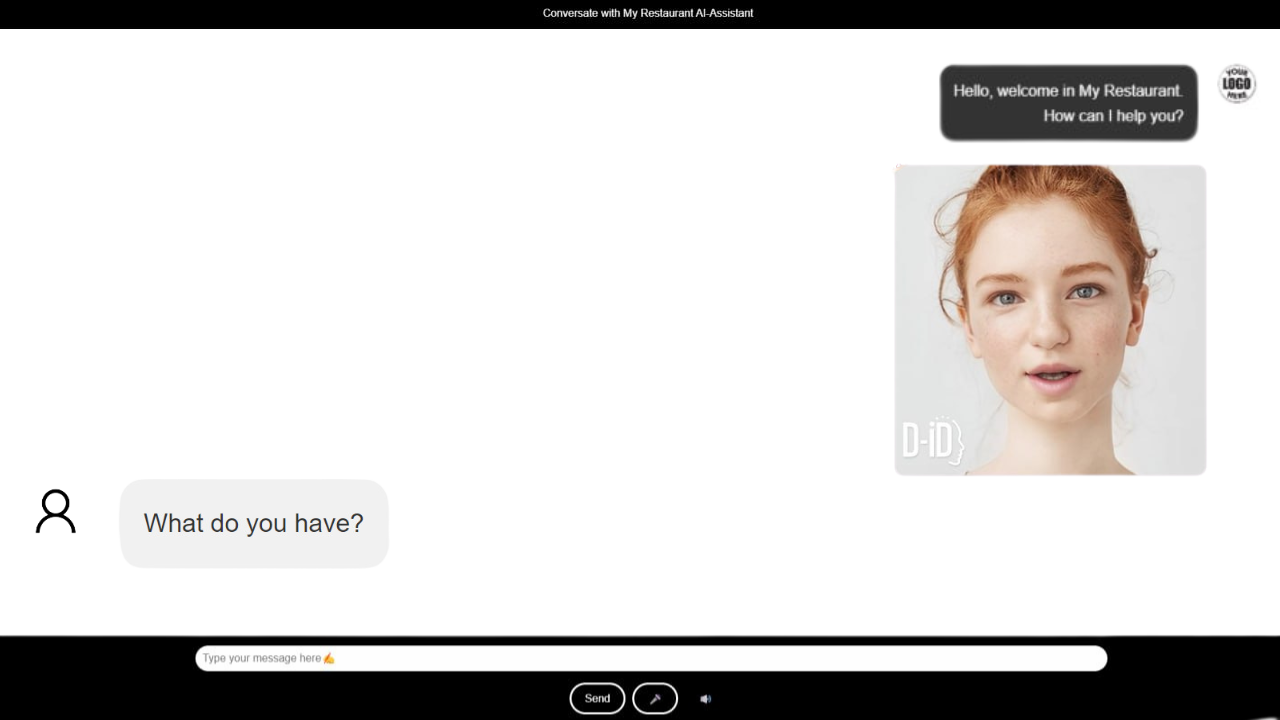 Conversate with My Restaurant AI-Assistant
Hello, welcome in My Restaurant.
How can I help you?
YOUR
LOGO
HERE
D-iD
What do you have?
Type your message here✍
Send